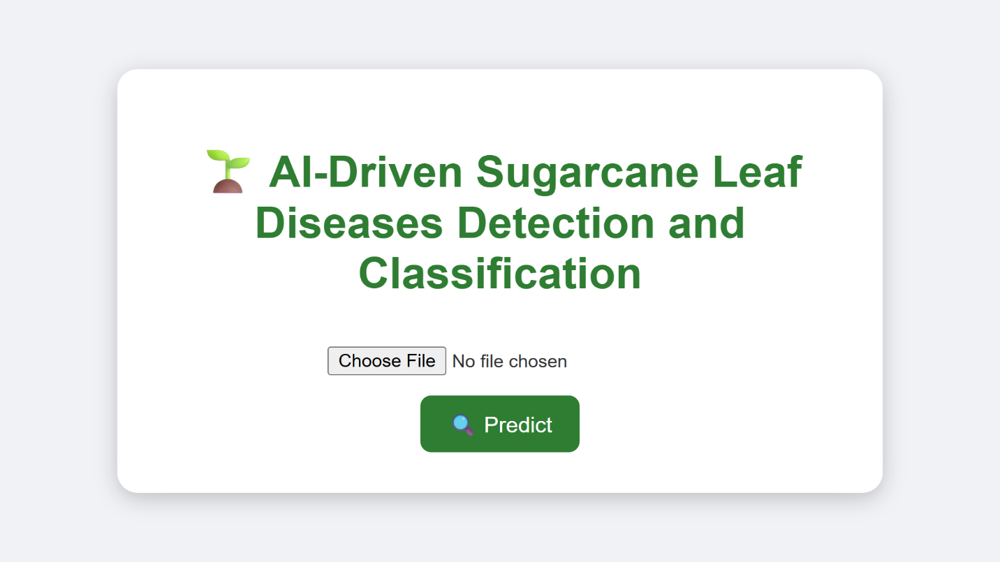 🌱 AI-Driven Sugarcane Leaf
Diseases Detection and
Classification
Choose File No file chosen
🔍 Predict